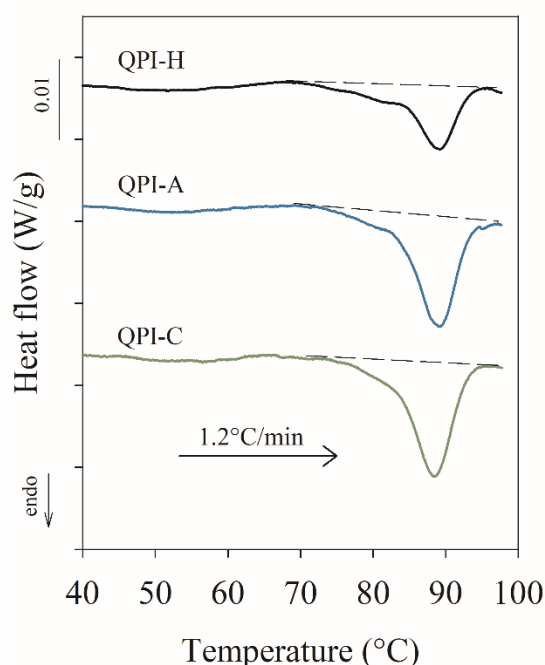 QPI-H
0.01
QPI-A
Heat flow (W/g)
QPI-C
1.2°C/min
endo
40 50 60 70 80 90 100
Temperature (°C)